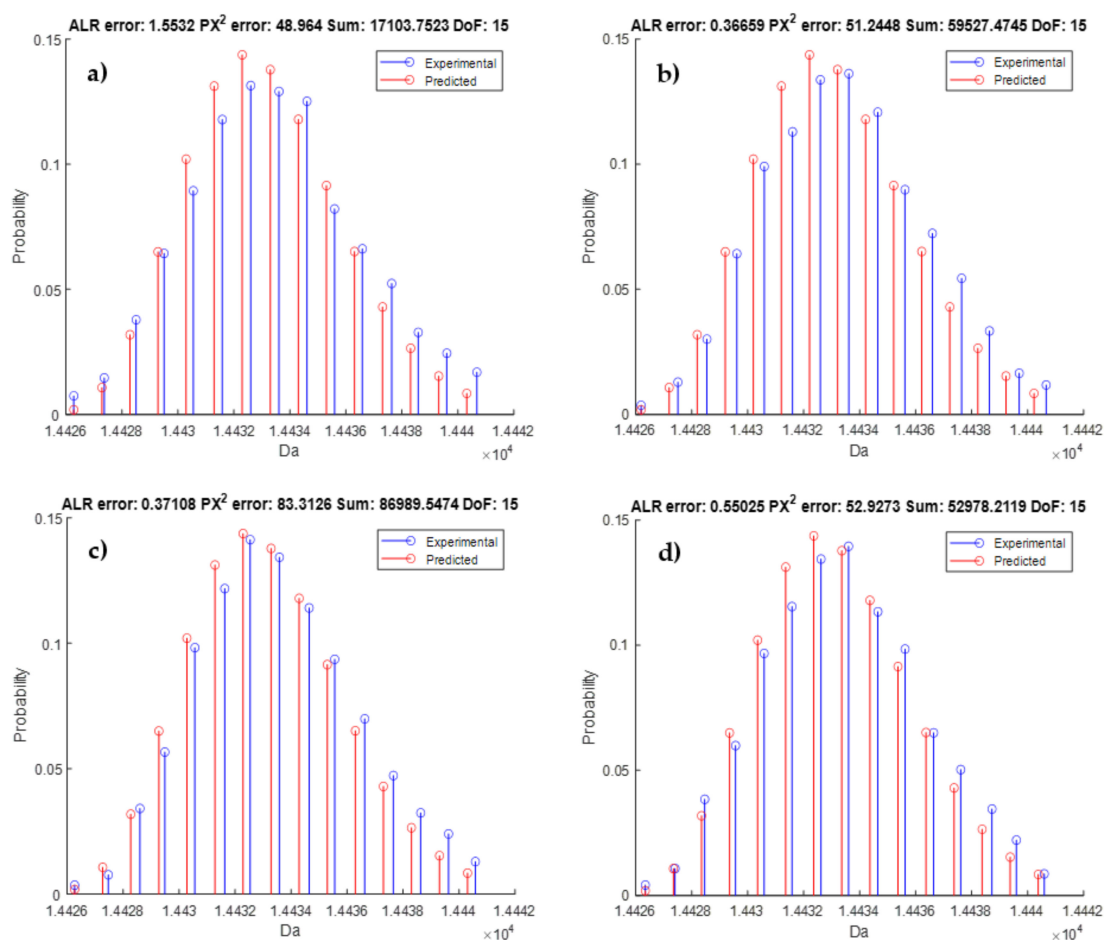 ALR error: 1.5532 PX² error: 48.964 Sum: 17103.7523 DoF: 15
a)
Experimental
Predicted
Probability
0.15
0.1
0.05
0
1.4426 1.4428 1.443 1.4432 1.4434 1.4436 1.4438 1.444 1.4442
Da
×10⁴
ALR error: 0.36659 PX² error: 51.2448 Sum: 59527.4745 DoF: 15
b)
Experimental
Predicted
Probability
0.15
0.1
0.05
0
1.4426 1.4428 1.443 1.4432 1.4434 1.4436 1.4438 1.444 1.4442
Da
×10⁴
ALR error: 0.37108 PX² error: 83.3126 Sum: 86989.5474 DoF: 15
c)
Experimental
Predicted
Probability
0.15
0.1
0.05
0
1.4426 1.4428 1.443 1.4432 1.4434 1.4436 1.4438 1.444 1.4442
Da
×10⁴
ALR error: 0.55025 PX² error: 52.9273 Sum: 52978.2119 DoF: 15
d)
Experimental
Predicted
Probability
0.15
0.1
0.05
0
1.4426 1.4428 1.443 1.4432 1.4434 1.4436 1.4438 1.444 1.4442
Da
×10⁴